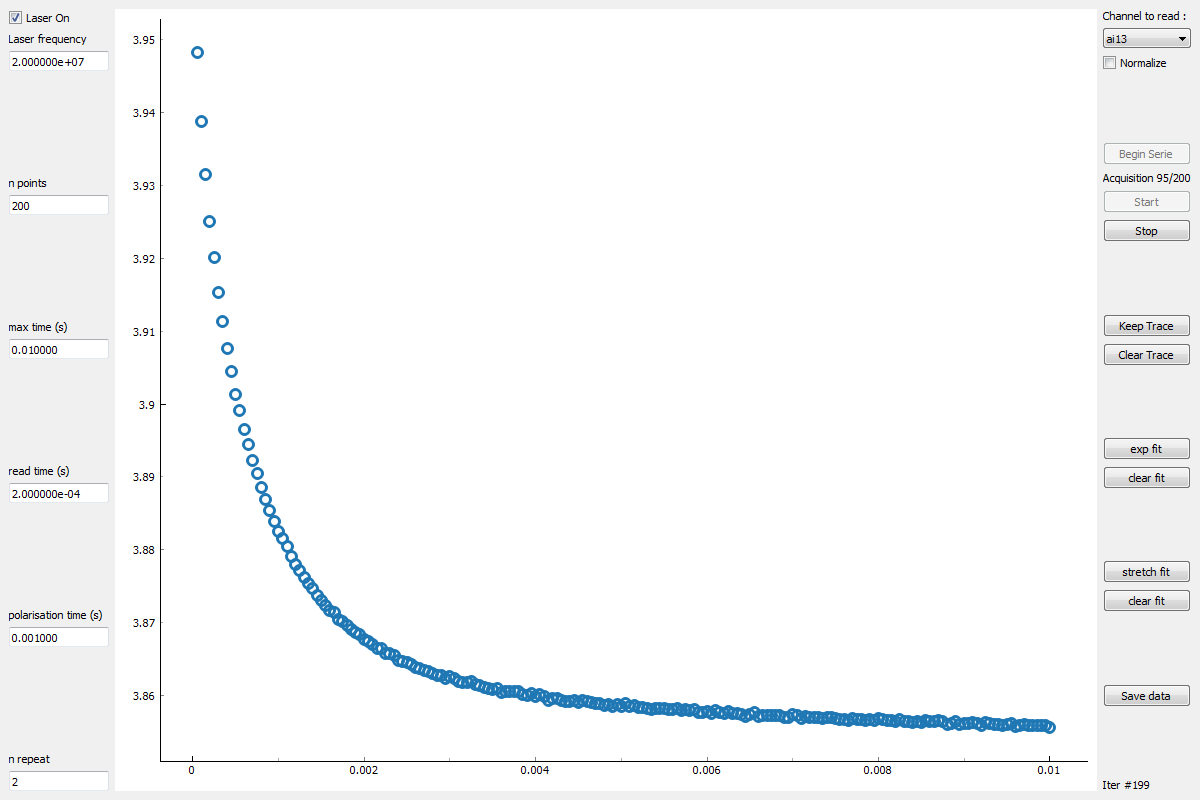 Laser On
Laser frequency
2.000000e+07
n points
200
max time (s)
0.010000
read time (s)
2.000000e-04
polarisation time (s)
0.001000
n repeat
2
3.95
3.94
3.93
3.92
3.91
3.9
3.89
3.88
3.87
3.86
0 0.002 0.004 0.006 0.008 0.01
Channel to read :
ai13
Normalize
Begin Serie
Acquisition 95/200
Start
Stop
Keep Trace
Clear Trace
exp fit
clear fit
stretch fit
clear fit
Save data
Iter #199